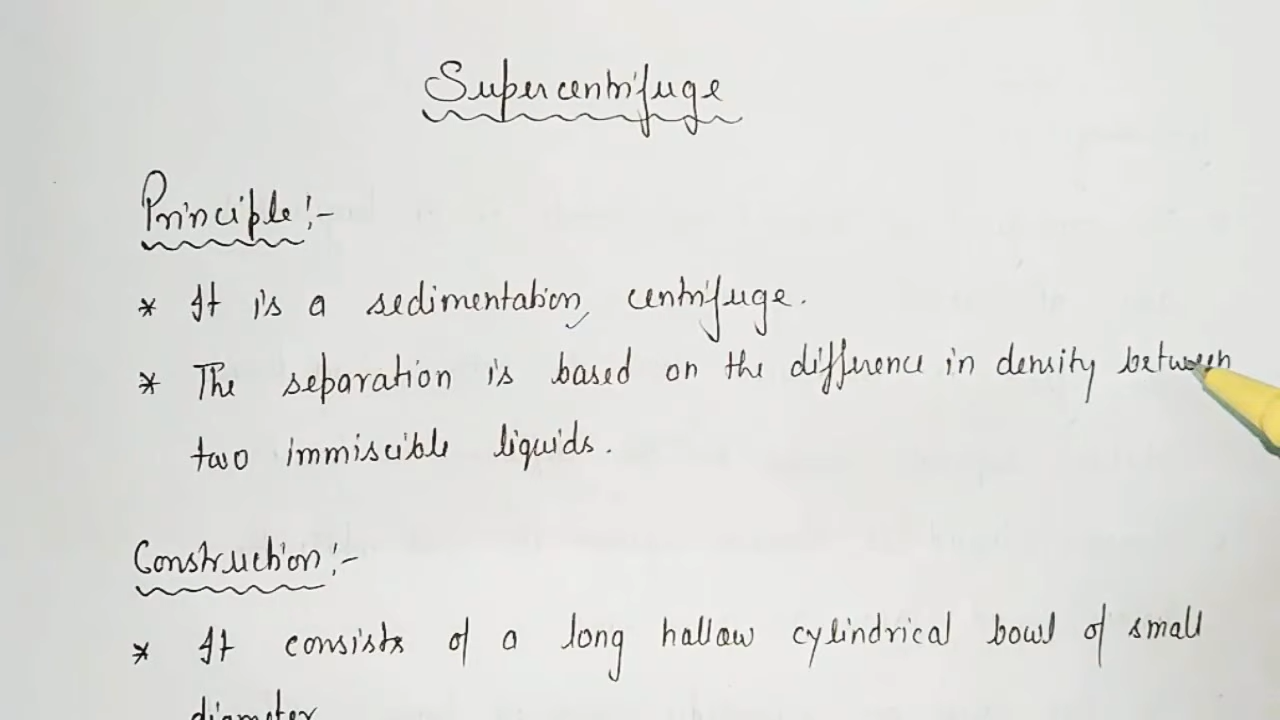 Supercentrifuge
Principle:-
* It is a sedimentation centrifuge.
* The separation is based on the difference in density between
two immiscible liquids.
Construction:-
* It consists of a long hallow cylindrical bowl of small
diameter